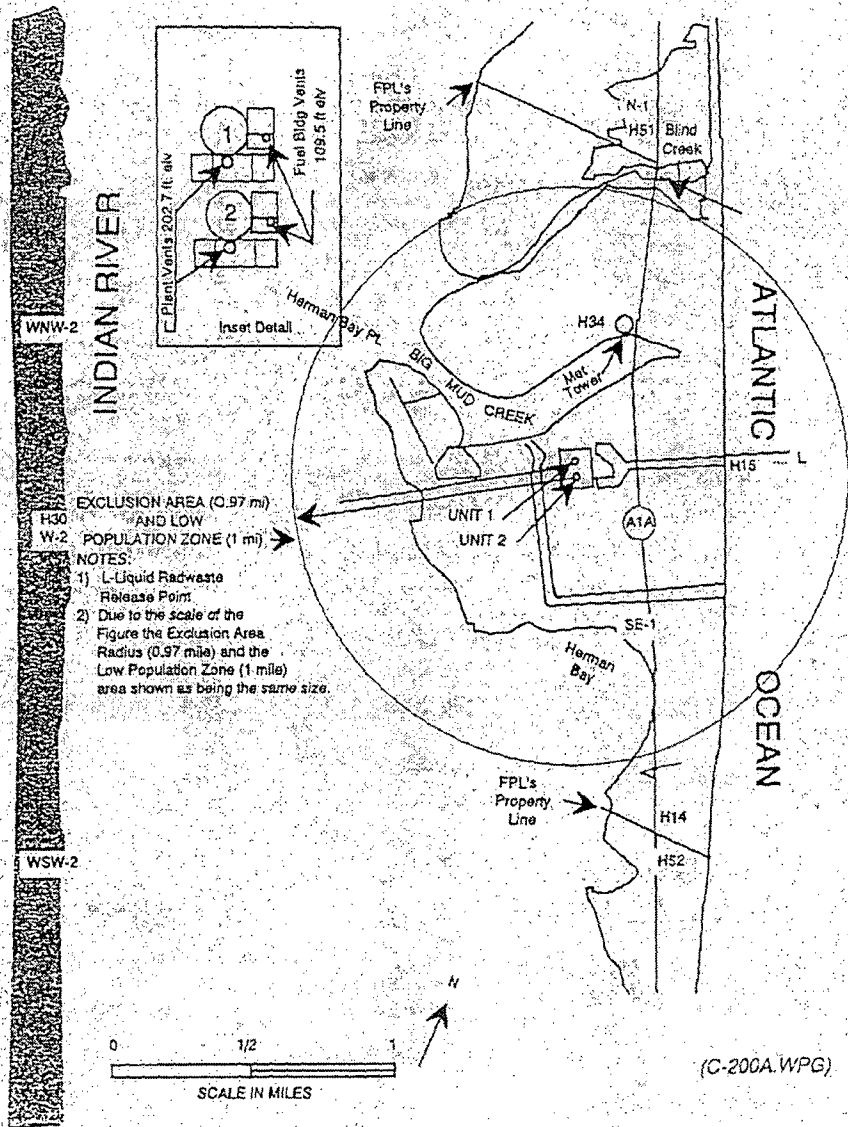 FPL's
Property
Line
N-1
H51
Blind
Creek
Plant Vents 202.7 ft elv
Fuel Bldg Vents
109.5 ft elv
1
2
Inset Detail
INDIAN RIVER
WNW-2
Herman Bay Pt.
BIG MUD CREEK
H34
Met
Tower
ATLANTIC
OCEAN
H15
L
UNIT 1
UNIT 2
A1A
H30
W-2
EXCLUSION AREA (0.97 mi)
AND LOW
POPULATION ZONE (1 mi)
NOTES:
1) L-Liquid Radwaste
Release Point
2) Due to the scale of the
Figure the Exclusion Area
Radius (0.97 mile) and the
Low Population Zone (1 mile)
area shown as being the same size.
SE-1
Herman
Bay
FPL's
Property
Line
H14
H52
WSW-2
N
0 1/2 1
SCALE IN MILES
(C-200A.WPG)